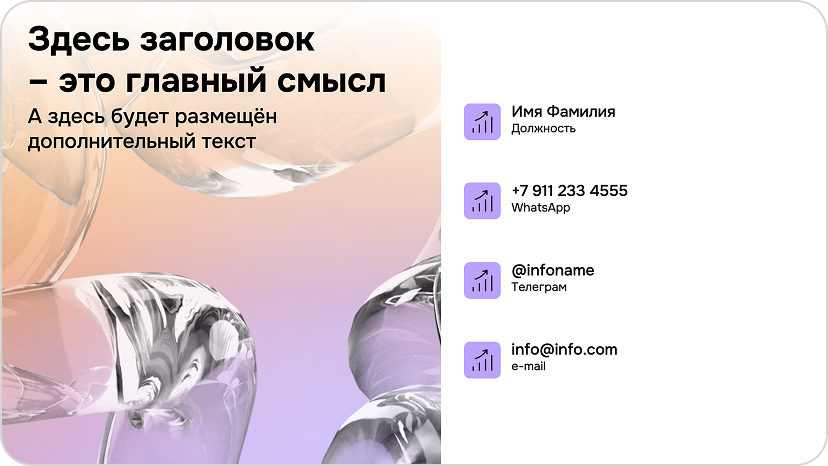 Здесь заголовок
– это главный смысл
А здесь будет размещён
дополнительный текст
Имя Фамилия
Должность
+7 911 233 4555
WhatsApp
@infoname
Телеграм
info@info.com
e-mail